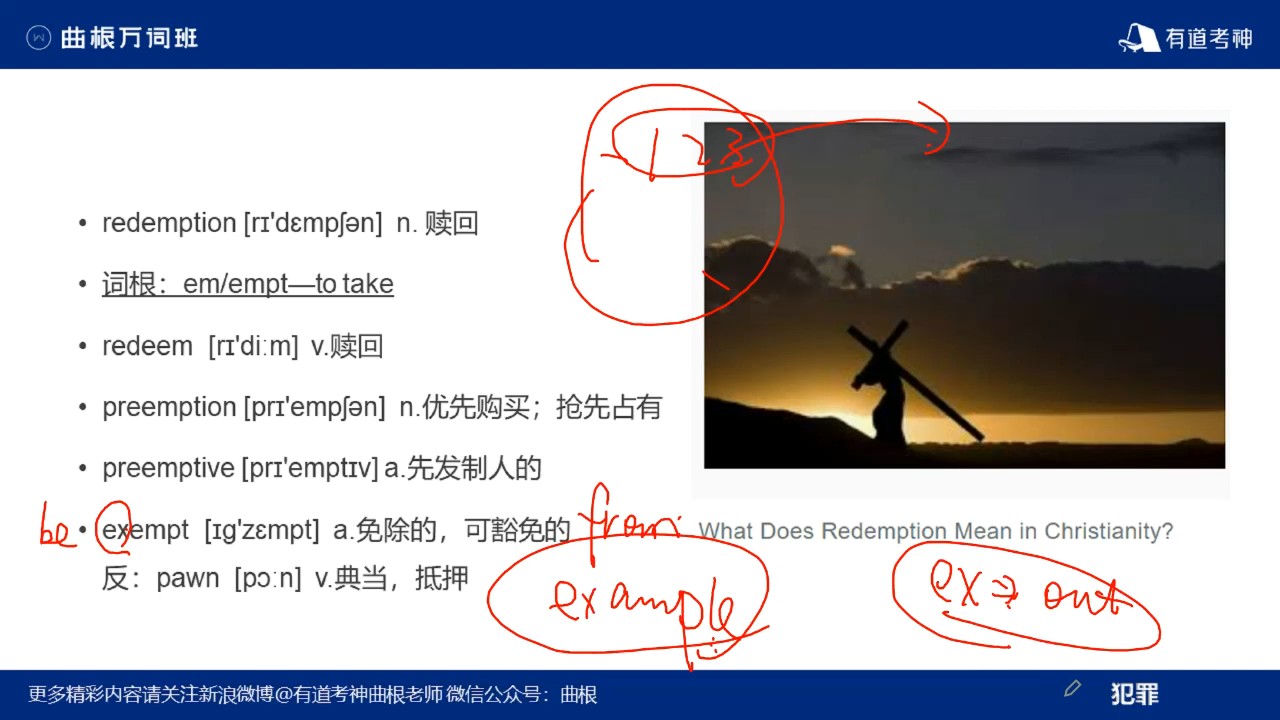 曲根万词班
有道考神
1 2 3
redemption [rɪ'dɛmpʃən] n. 赎回
词根：em/empt—to take
redeem [rɪ'diːm] v.赎回
preemption [prɪ'empʃən] n.优先购买；抢先占有
preemptive [prɪ'emptɪv] a.先发制人的
be exempt [ɪg'zɛmpt] a.免除的，可豁免的 from
What Does Redemption Mean in Christianity?
反：pawn [pɔːn] v.典当，抵押
example
ex⇒ out
更多精彩内容请关注新浪微博@有道考神曲根老师 微信公众号：曲根
犯罪